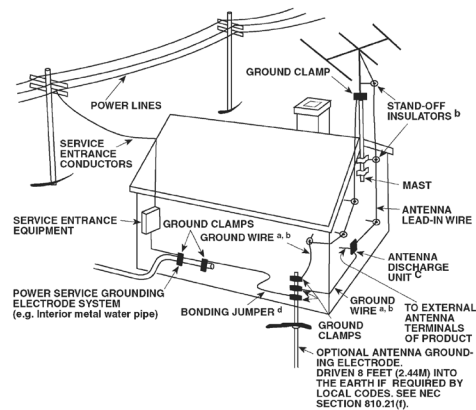 GROUND CLAMP
POWER LINES
STAND-OFF
INSULATORS b
SERVICE
ENTRANCE
CONDUCTORS
MAST
ANTENNA
LEAD-IN WIRE
SERVICE ENTRANCE
EQUIPMENT
GROUND CLAMPS
GROUND WIRE a, b
ANTENNA
DISCHARGE
UNIT C
POWER SERVICE GROUNDING
ELECTRODE SYSTEM
(e.g. Interior metal water pipe)
BONDING JUMPER d
GROUND
WIRE a, b
GROUND
CLAMPS
TO EXTERNAL
ANTENNA
TERMINALS
OF PRODUCT
OPTIONAL ANTENNA GROUND-
ING ELECTRODE.
DRIVEN 8 FEET (2.44M) INTO
THE EARTH IF REQUIRED BY
LOCAL CODES. SEE NEC
SECTION 810.21(f).